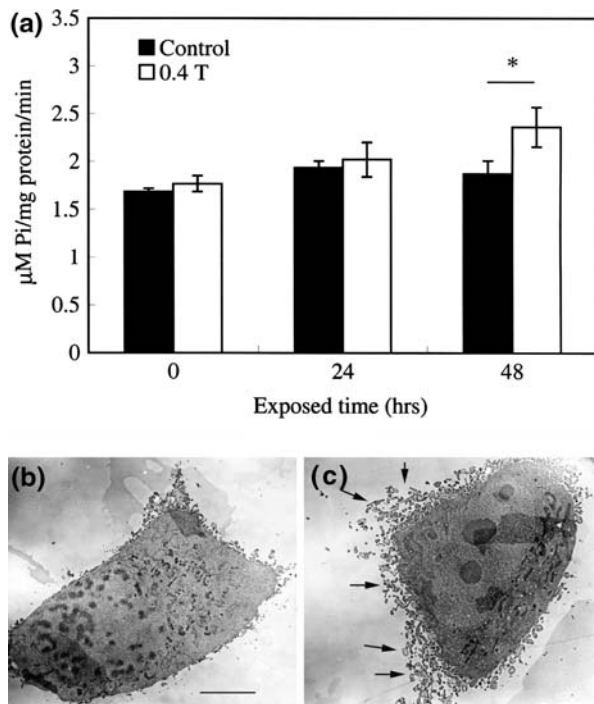 (a)
Control
0.4 T
*
3.5
3
2.5
2
1.5
1
0.5
0
μM Pi/mg protein/min
0 24 48
Exposed time (hrs)
(b) (c)